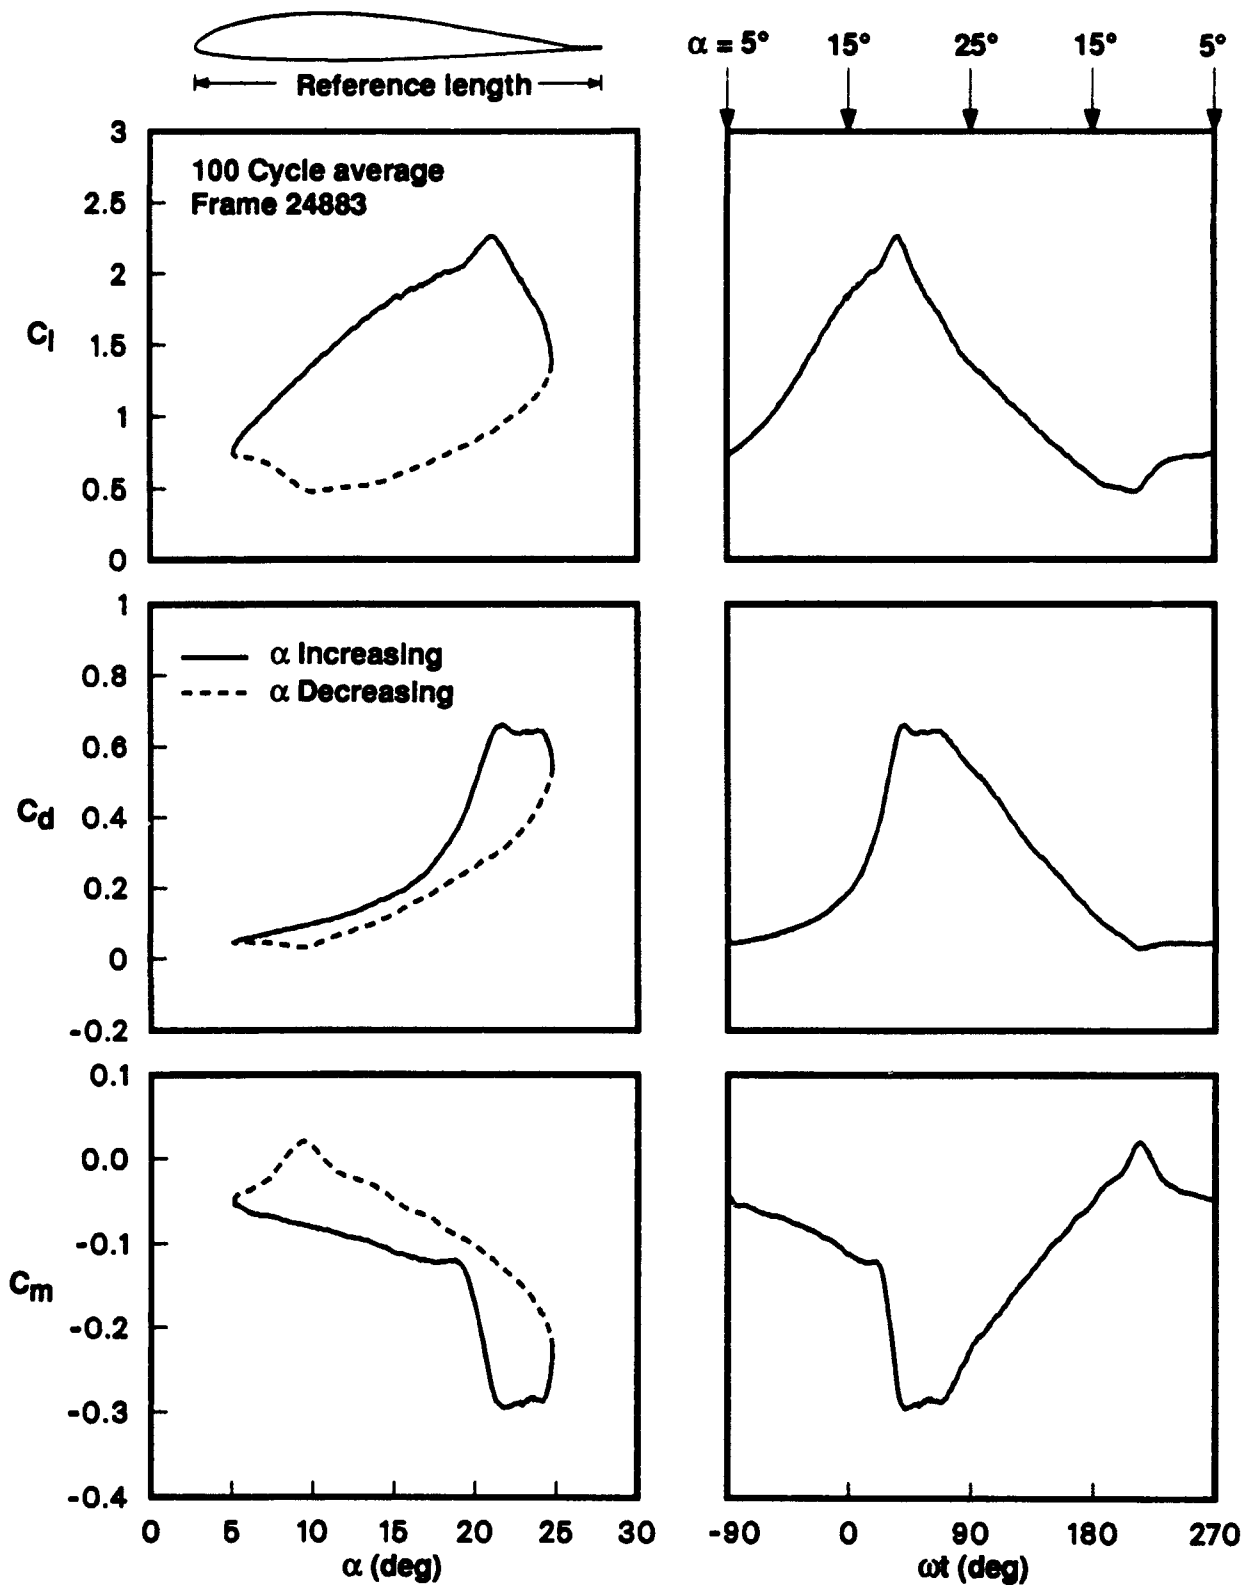 α = 5° 15° 25° 15° 5°
Reference length
3
100 Cycle average
Frame 24883
2.5
2
Cl
1.5
1
0.5
0
1
α Increasing
0.8
α Decreasing
0.6
Cd
0.4
0.2
0
-0.2
0.1
0.0
-0.1
Cm
-0.2
-0.3
-0.4
0 5 10 15 20 25 30
α (deg)
-90 0 90 180 270
ωt (deg)